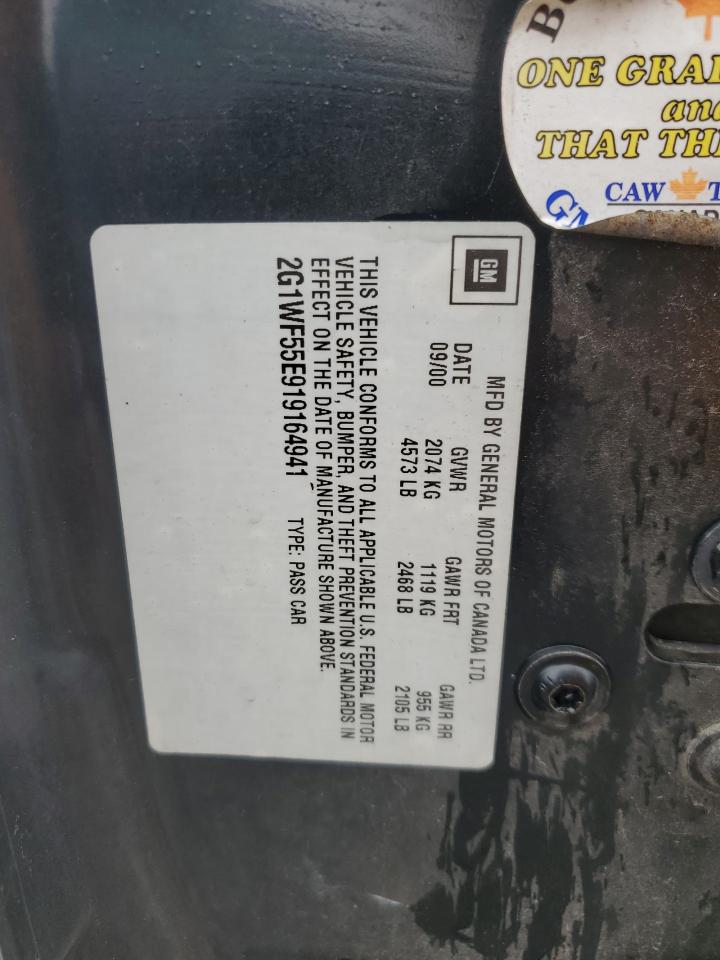 ONE
and
THAT
CAW
GM
GM
MFD BY GENERAL MOTORS OF CANADA LTD.
DATE GVWR GAWR FRT GAWR RR
09/00 2074 KG 1119 KG 955 KG
4573 LB 2468 LB 2105 LB
THIS VEHICLE CONFORMS TO ALL APPLICABLE U.S. FEDERAL MOTOR
VEHICLE SAFETY, BUMPER, AND THEFT PREVENTION STANDARDS IN
EFFECT ON THE DATE OF MANUFACTURE SHOWN ABOVE.
2G1WF55E919164941 TYPE: PASS CAR